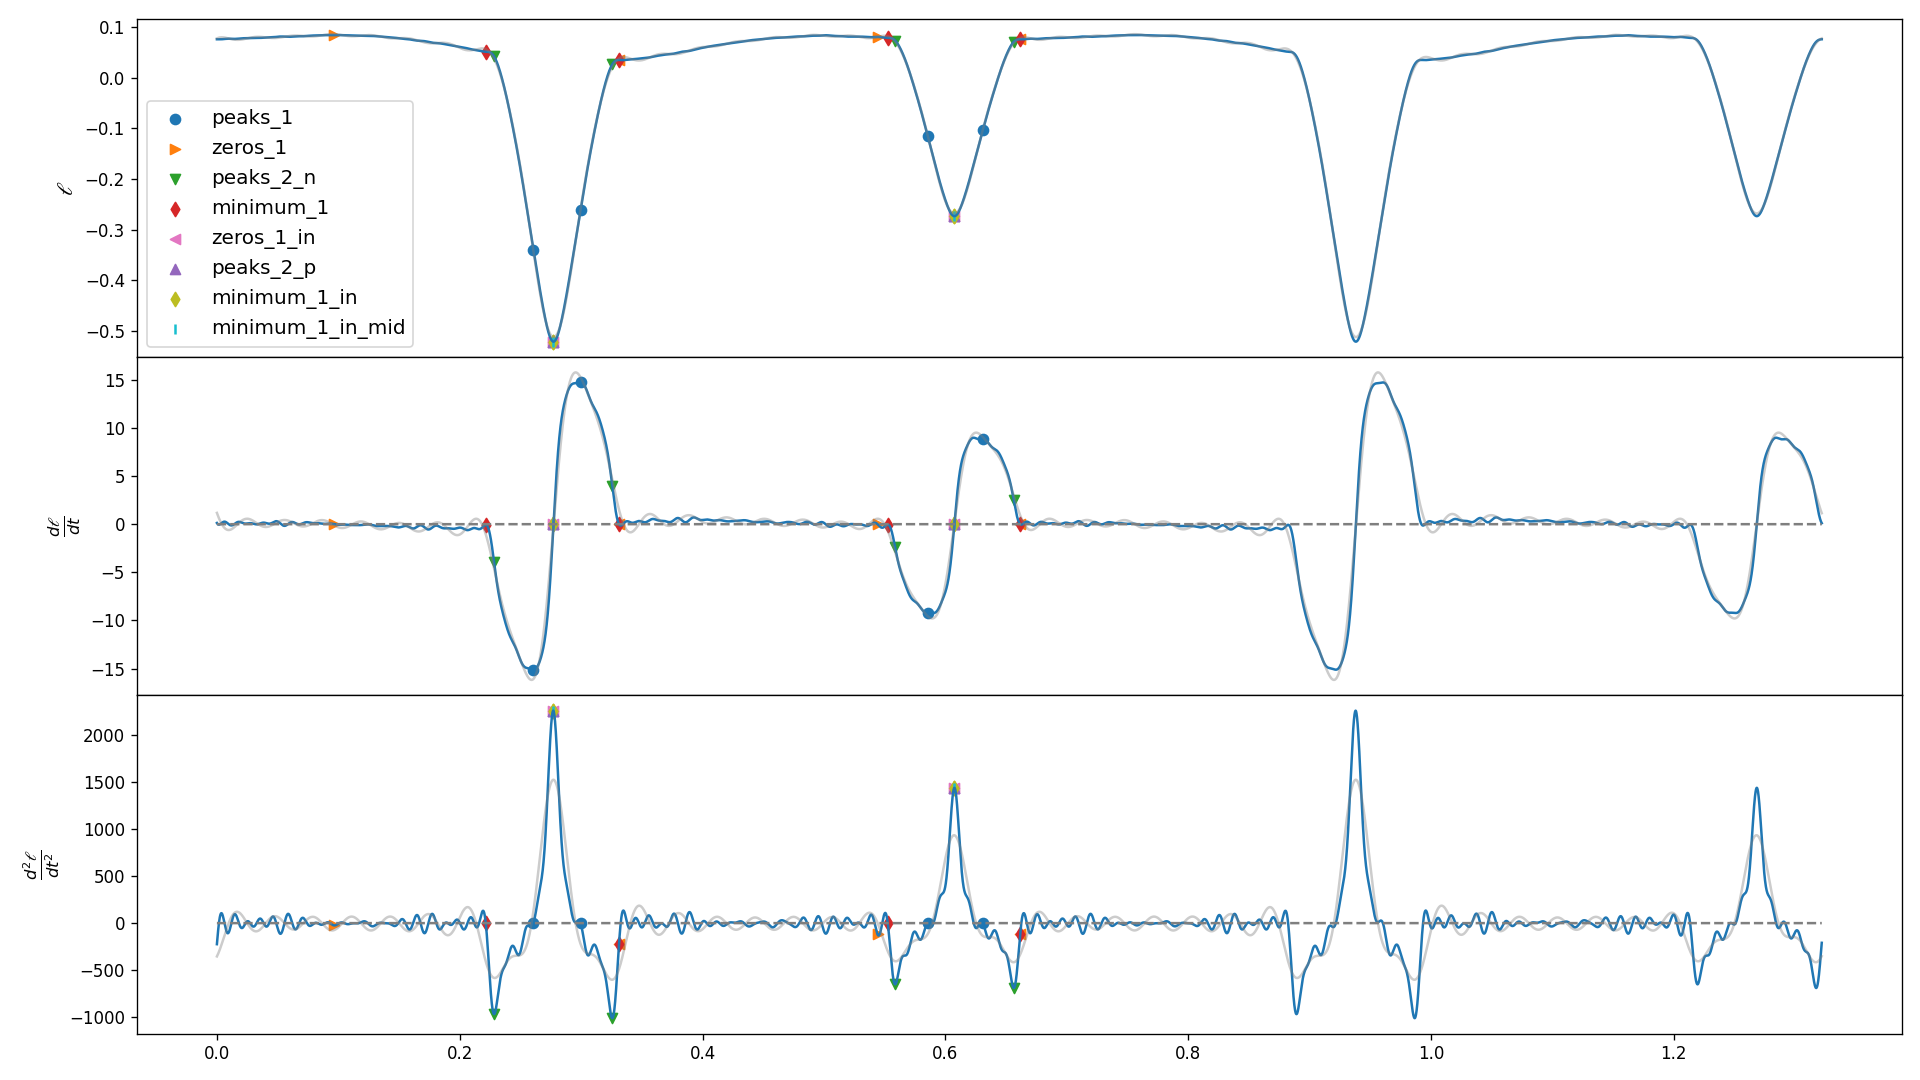 0.1
0.0
−0.1
−0.2
−0.3
−0.4
−0.5
ℓ
peaks_1
zeros_1
peaks_2_n
minimum_1
zeros_1_in
peaks_2_p
minimum_1_in
minimum_1_in_mid
15
10
5
0
−5
−10
−15
dℓ
dt
2000
1500
1000
500
0
−500
−1000
d²ℓ
dt²
0.0 0.2 0.4 0.6 0.8 1.0 1.2